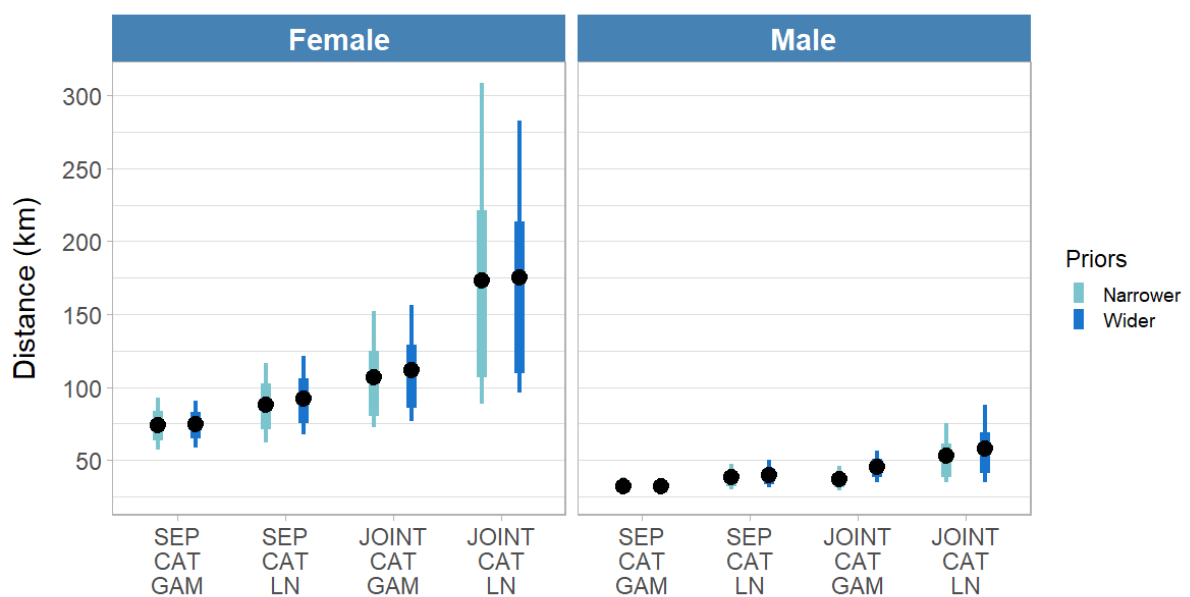 Female Male
300
250
200
150
100
50
Distance (km)
SEP SEP JOINT JOINT SEP SEP JOINT JOINT
CAT CAT CAT CAT CAT CAT CAT CAT
GAM LN GAM LN GAM LN GAM LN
Priors
Narrower
Wider